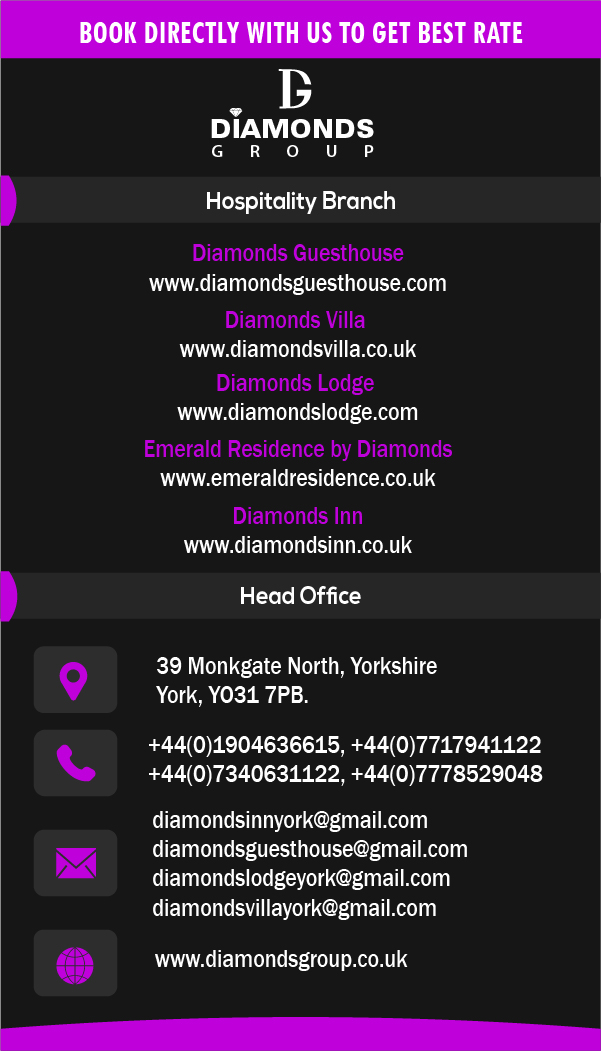 BOOK DIRECTLY WITH US TO GET BEST RATE
DG
DIAMONDS
GROUP
Hospitality Branch
Diamonds Guesthouse
www.diamondsguesthouse.com
Diamonds Villa
www.diamondsvilla.co.uk
Diamonds Lodge
www.diamondslodge.com
Emerald Residence by Diamonds
www.emeraldresidence.co.uk
Diamonds Inn
www.diamondsinn.co.uk
Head Office
39 Monkgate North, Yorkshire
York, YO31 7PB.
+44(0)1904636615, +44(0)7717941122
+44(0)7340631122, +44(0)7778529048
diamondsinnyork@gmail.com
diamondsguesthouse@gmail.com
diamondslodgeyork@gmail.com
diamondsvillayork@gmail.com
www.diamondsgroup.co.uk